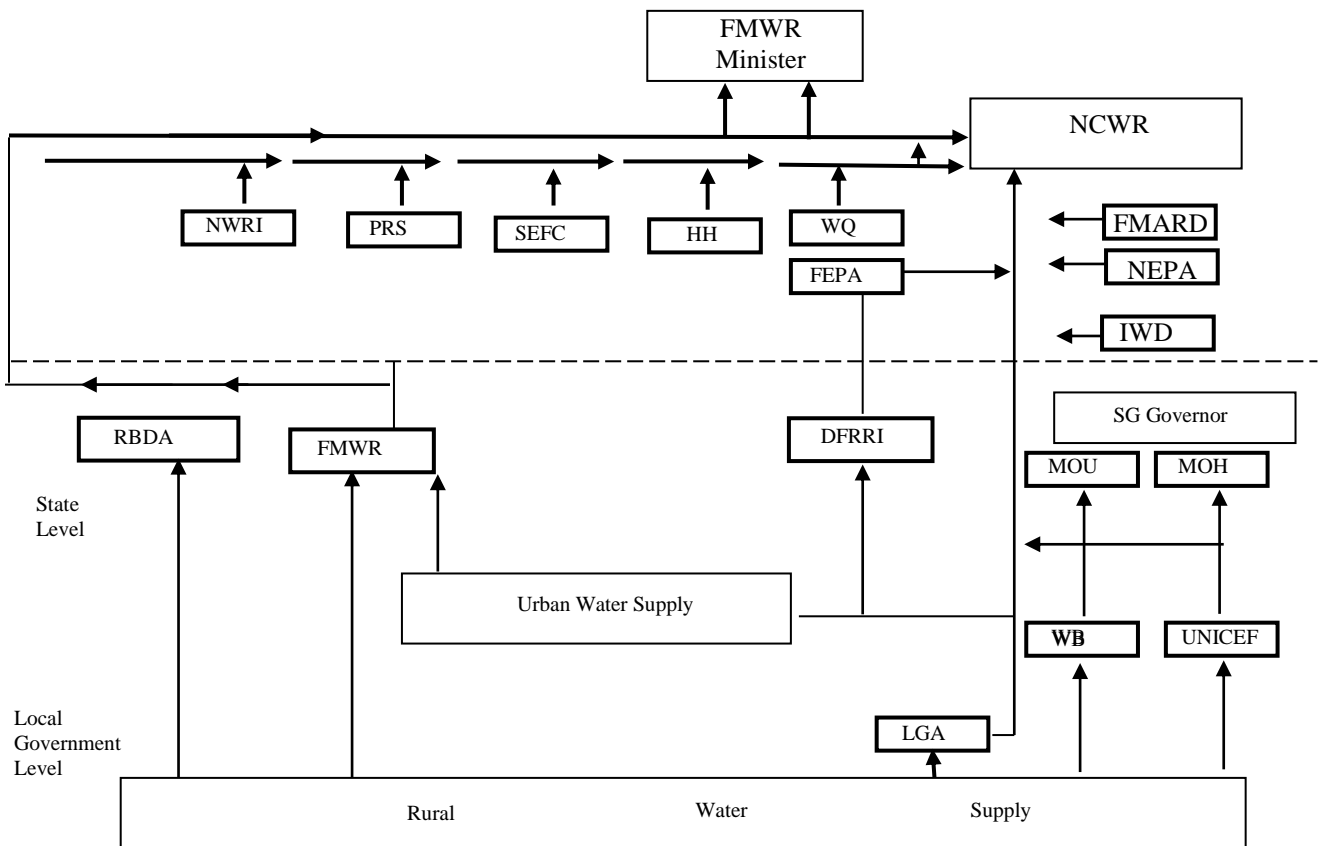 FMWR
Minister
NCWR
NWRI
PRS
SEFC
HH
WQ
FMARD
FEPA
NEPA
IWD
SG Governor
RBDA
FMWR
DFRRI
MOU
MOH
State
Level
Urban Water Supply
WB
UNICEF
Local
Government
Level
LGA
Rural Water Supply